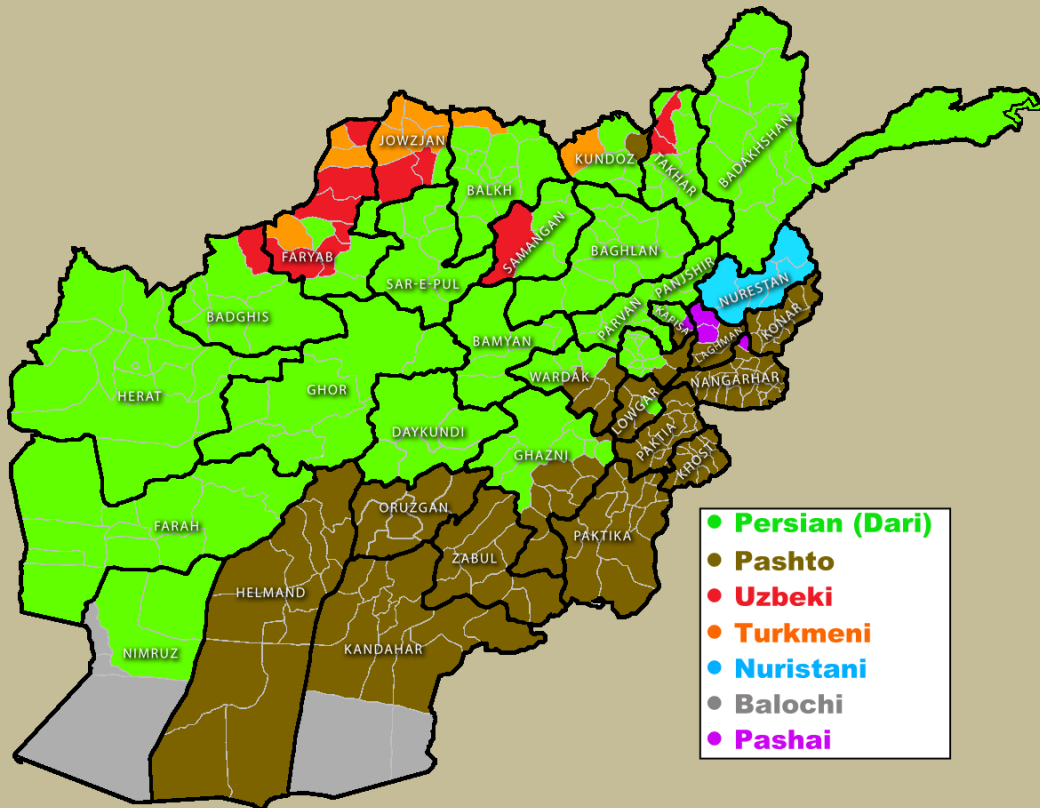 JOWZJAN
KUNDOZ
TAKHAR
BADAKHSHAN
BALKH
SAMANGAN
BAGHLAN
FARYAB
SAR-E-PUL
PANJSHIR
NURESTAN
BADGHIS
PARVAN
KAPISA
KONAR
BAMYAN
LAGHMAN
HERAT
GHOR
WARDAK
NANGARHAR
LOWGAR
DAYKUNDI
PAKTIA
GHAZNI
KHOST
ORUZGAN
FARAH
PAKTIKA
ZABUL
HELMAND
KANDAHAR
NIMRUZ
Persian (Dari)
Pashto
Uzbeki
Turkmeni
Nuristani
Balochi
Pashai